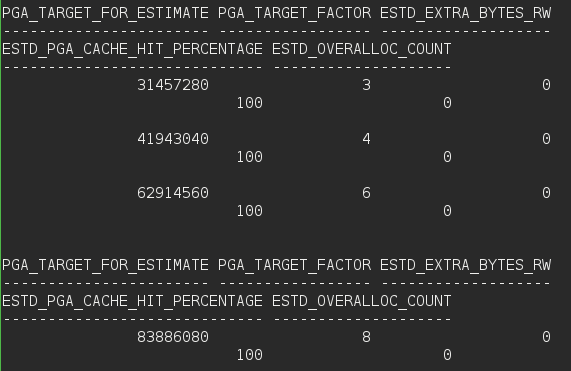 PGA_TARGET_FOR_ESTIMATE PGA_TARGET_FACTOR ESTD_EXTRA_BYTES_RW
----------------------- ----------------- -------------------
ESTD_PGA_CACHE_HIT_PERCENTAGE ESTD_OVERALLOC_COUNT
----------------------------- --------------------
31457280 3 0
100 0
41943040 4 0
100 0
62914560 6 0
100 0
PGA_TARGET_FOR_ESTIMATE PGA_TARGET_FACTOR ESTD_EXTRA_BYTES_RW
----------------------- ----------------- -------------------
ESTD_PGA_CACHE_HIT_PERCENTAGE ESTD_OVERALLOC_COUNT
----------------------------- --------------------
83886080 8 0
100 0